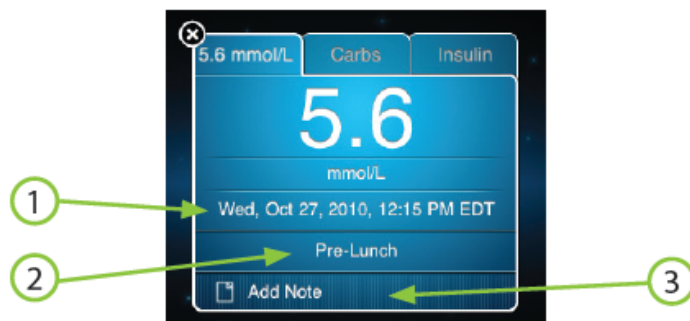 5.6 mmol/L Carbs Insulin
5.6
mmol/L
1 Wed, Oct 27, 2010, 12:15 PM EDT
2 Pre-Lunch
Add Note 3